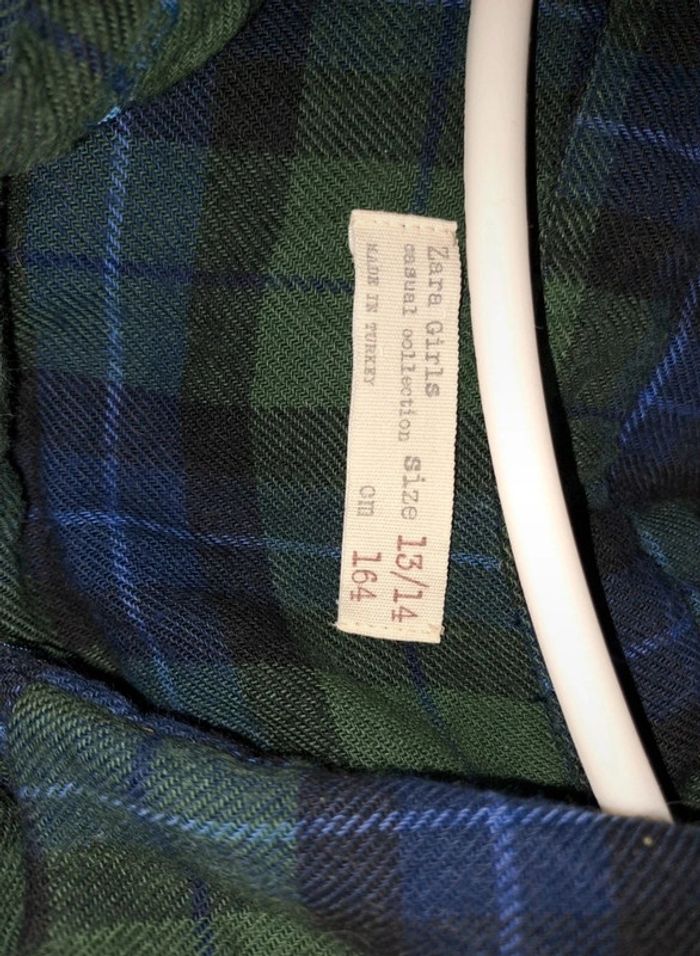 Zara Girls
casual collection size 13/14
MADE IN TURKEY cm 164